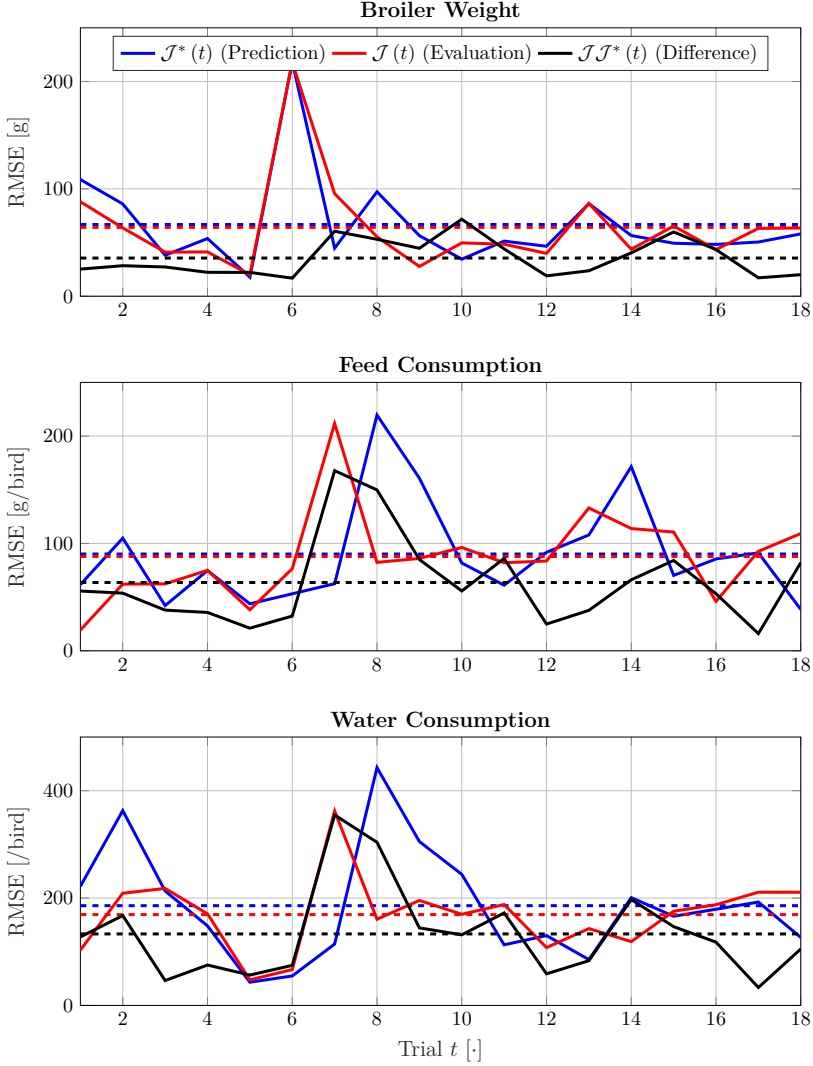 Broiler Weight
𝒥*(t) (Prediction) 𝒥(t) (Evaluation) 𝒥𝒥*(t) (Difference)
RMSE [g]
200
100
0
2 4 6 8 10 12 14 16 18
Feed Consumption
RMSE [g/bird]
200
100
0
2 4 6 8 10 12 14 16 18
Water Consumption
RMSE [/bird]
400
200
0
2 4 6 8 10 12 14 16 18
Trial t [·]